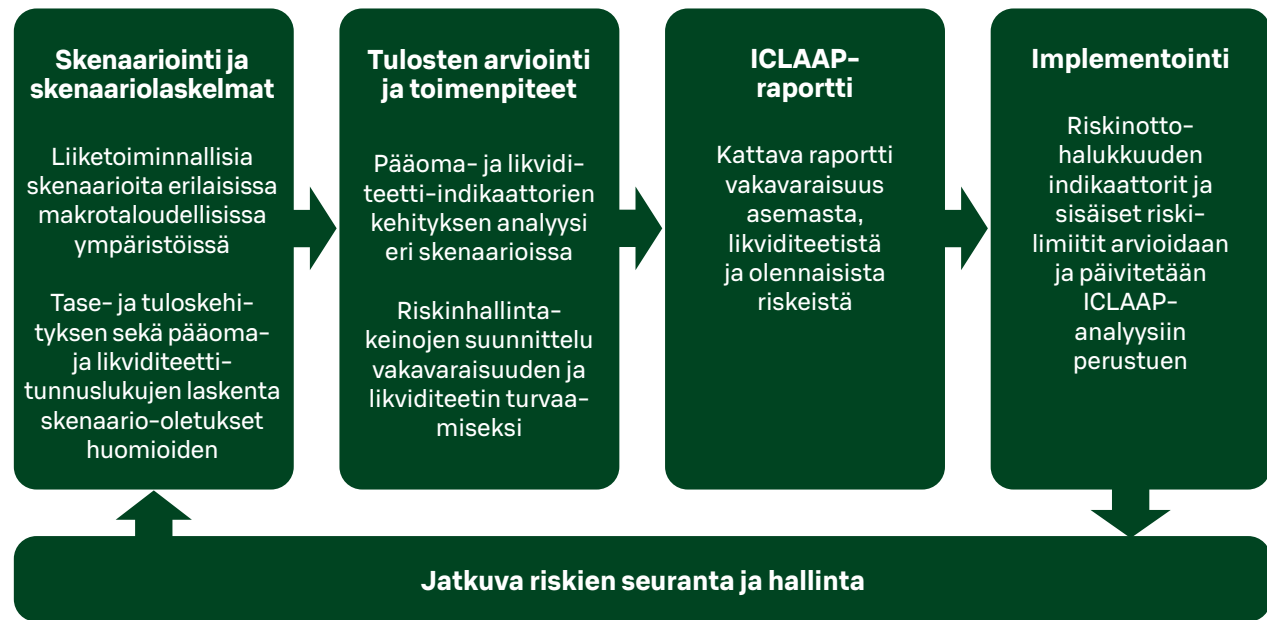 Skenaariointi ja
skenaariolaskelmat
Liiketoiminnallisia
skenaarioita erilaisissa
makrotaloudellisissa
ympäristöissä
Tase- ja tuloskehi-
tyksen sekä pääoma-
ja likviditeetti-
tunnuslukujen laskenta
skenaario-oletukset
huomioiden
Tulosten arviointi
ja toimenpiteet
Pääoma- ja likvidi-
teetti-indikaattorien
kehityksen analyysi
eri skenaarioissa
Riskinhallinta-
keinojen suunnittelu
vakavaraisuuden ja
likviditeetin turvaa-
miseksi
ICLAAP-
raportti
Kattava raportti
vakavaraisuus
asemasta,
likviditeetistä
ja olennaisista
riskeistä
Implementointi
Riskinotto-
halukkuuden
indikaattorit ja
sisäiset riski-
limiitit arvioidaan
ja päivitetään
ICLAAP-
analyysiin
perustuen
Jatkuva riskien seuranta ja hallinta